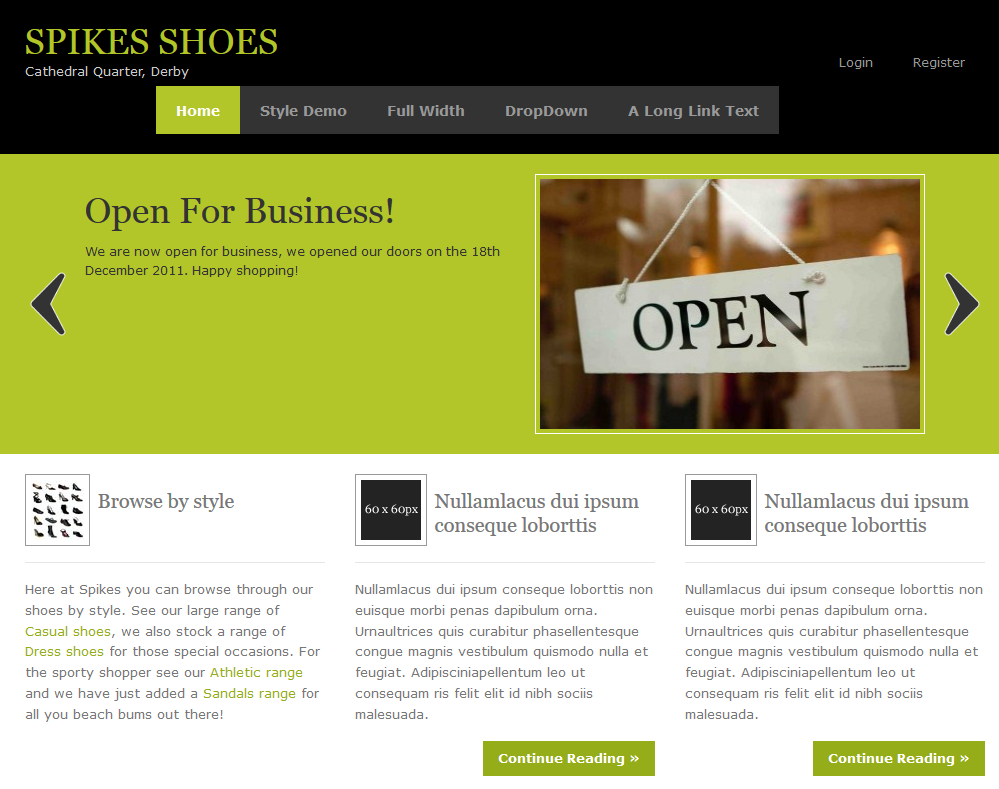 SPIKES SHOES
Cathedral Quarter, Derby
Login Register
Home Style Demo Full Width DropDown A Long Link Text
Open For Business!
We are now open for business, we opened our doors on the 18th
December 2011. Happy shopping!
OPEN
Browse by style
Here at Spikes you can browse through our
shoes by style. See our large range of
Casual shoes, we also stock a range of
Dress shoes for those special occasions. For
the sporty shopper see our Athletic range
and we have just added a Sandals range for
all you beach bums out there!
60 x 60px
Nullamlacus dui ipsum
conseque loborttis
Nullamlacus dui ipsum conseque loborttis non
euisque morbi penas dapibulum orna.
Urnaultrices quis curabitur phasellentesque
congue magnis vestibulum quismodo nulla et
feugiat. Adipisciniapellentum leo ut
consequam ris felit elit id nibh sociis
malesuada.
Continue Reading »
60 x 60px
Nullamlacus dui ipsum
conseque loborttis
Nullamlacus dui ipsum conseque loborttis non
euisque morbi penas dapibulum orna.
Urnaultrices quis curabitur phasellentesque
congue magnis vestibulum quismodo nulla et
feugiat. Adipisciniapellentum leo ut
consequam ris felit elit id nibh sociis
malesuada.
Continue Reading »